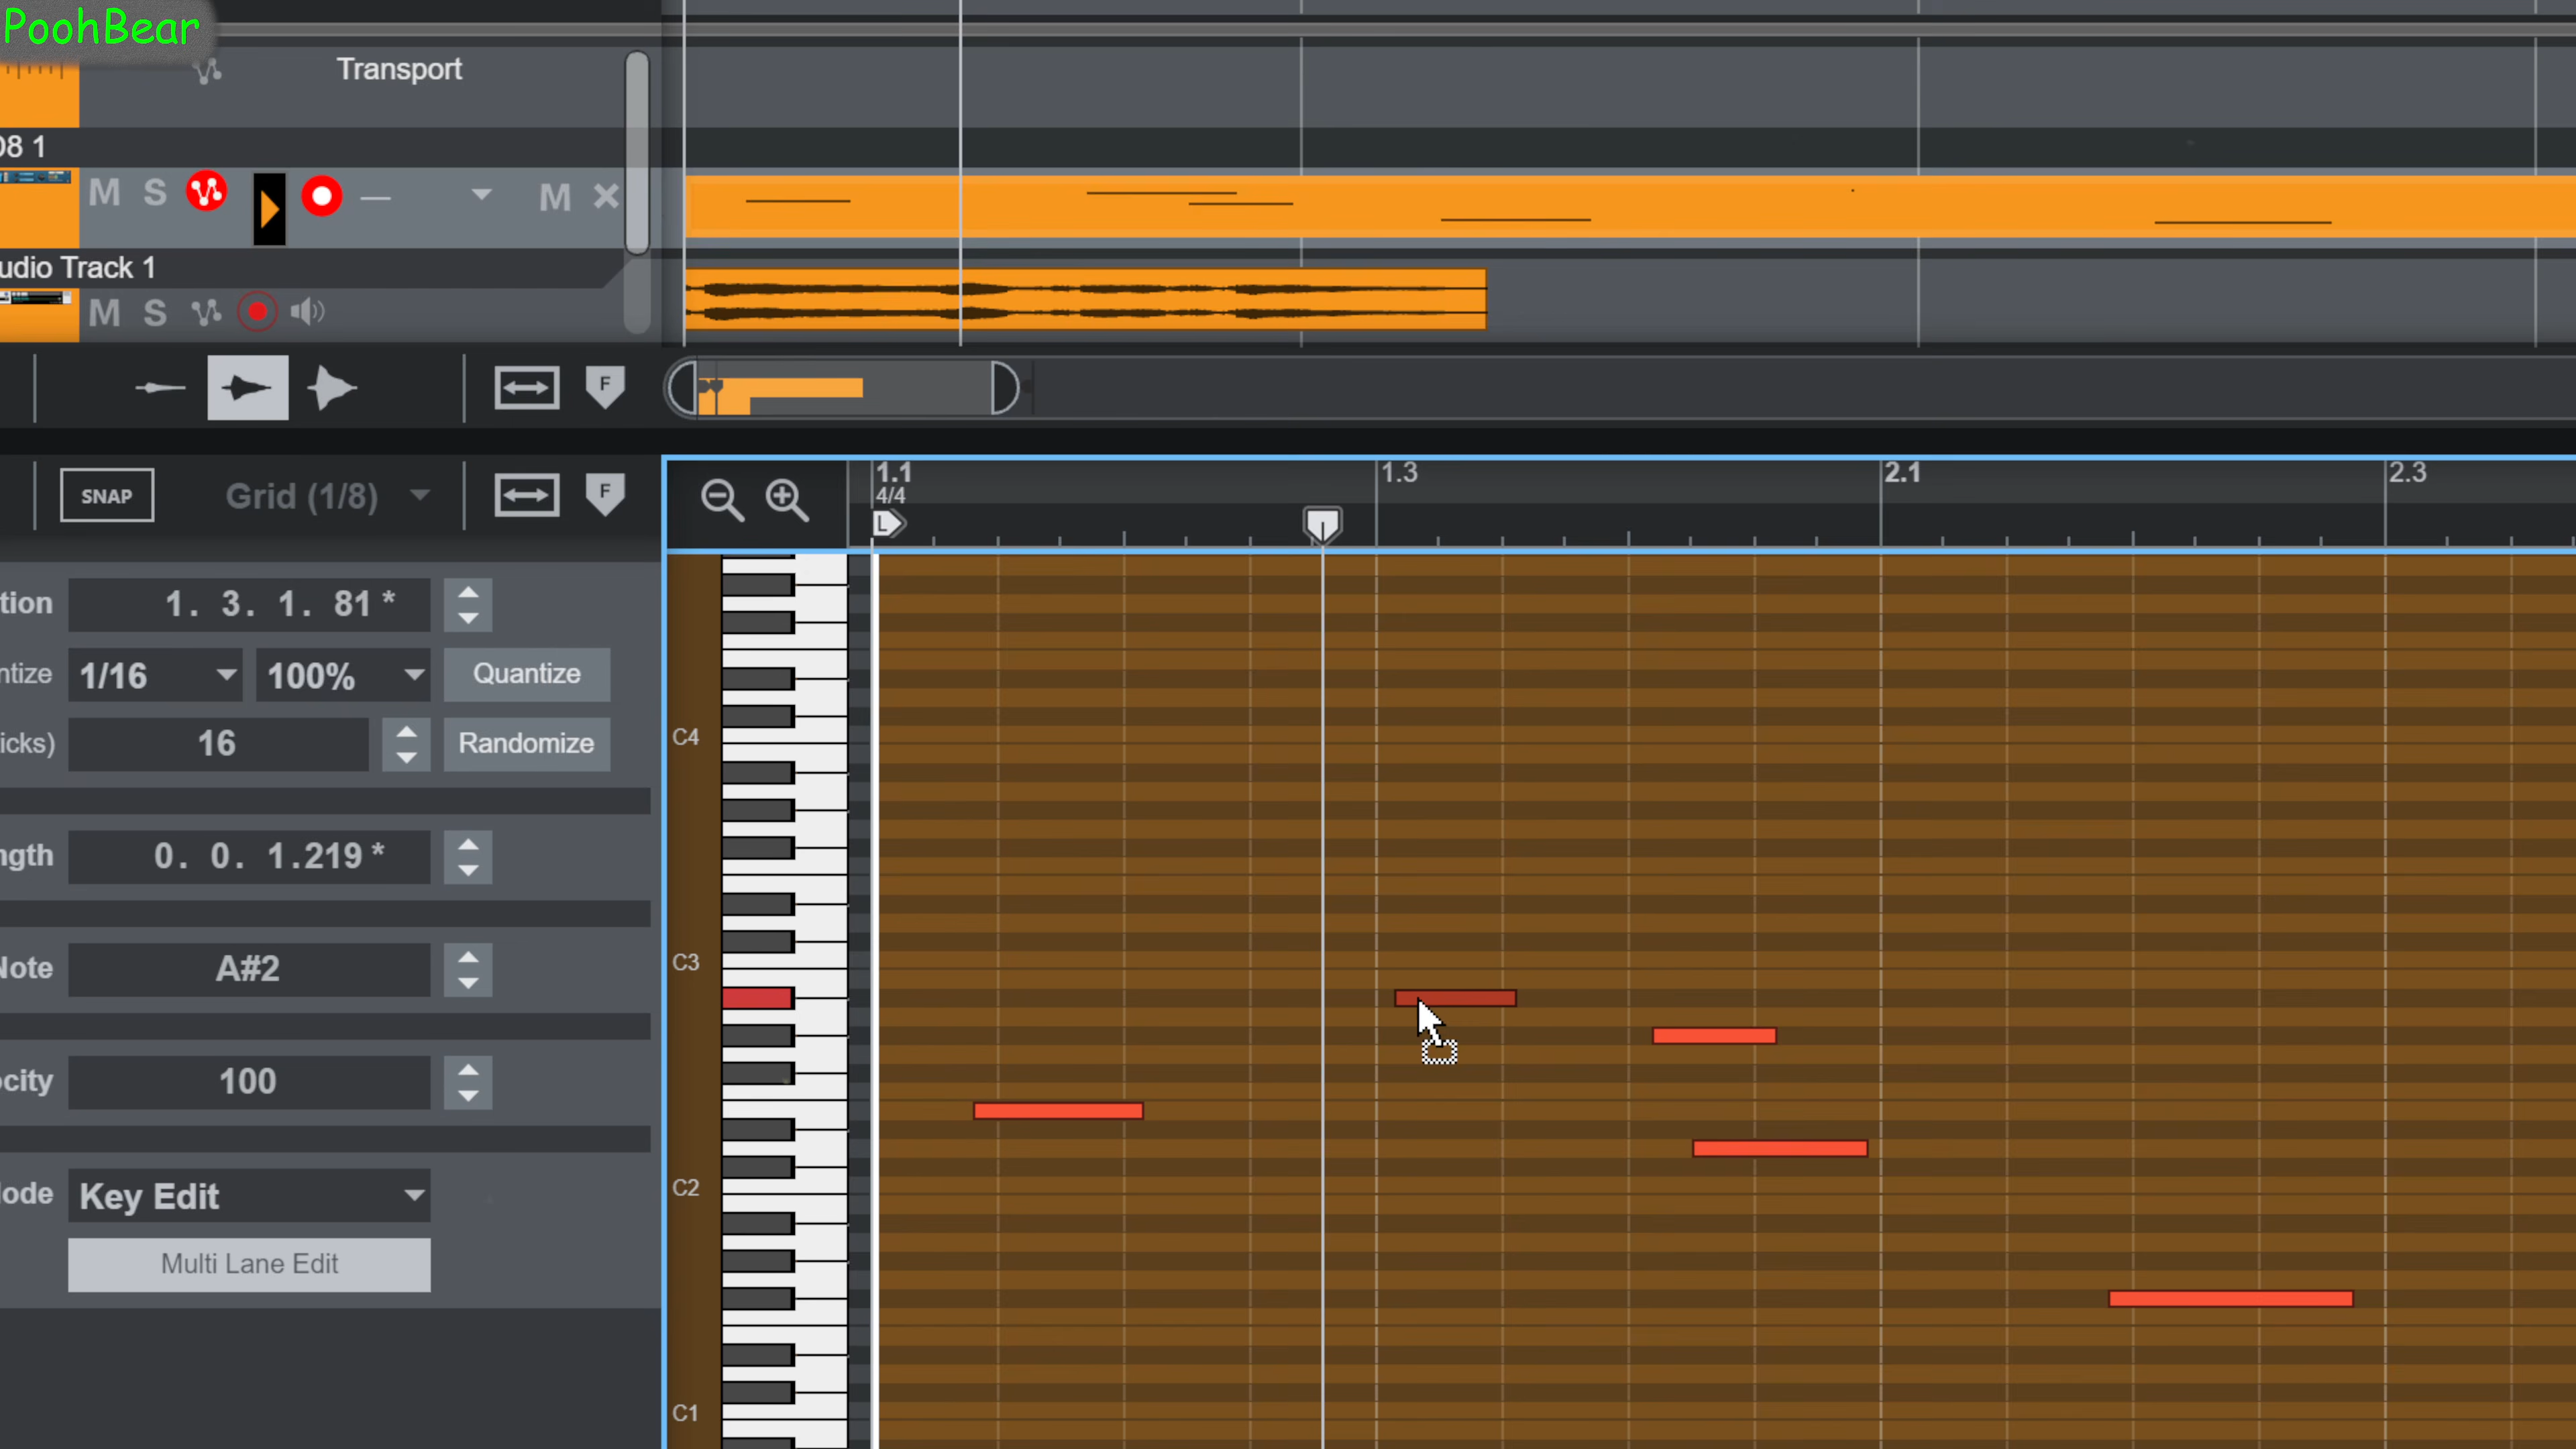 PoohBear
Transport
D8 1
M S M
udio Track 1
M S
F
SNAP Grid (1/8) F
1.1 1.3 2.1 2.3
4/4
L
tion 1. 3. 1. 81 *
ntize 1/16 100% Quantize
icks) 16 Randomize
ngth 0. 0. 1.219 *
Note A#2
ocity 100
lode Key Edit
Multi Lane Edit
C4
C3
C2
C1